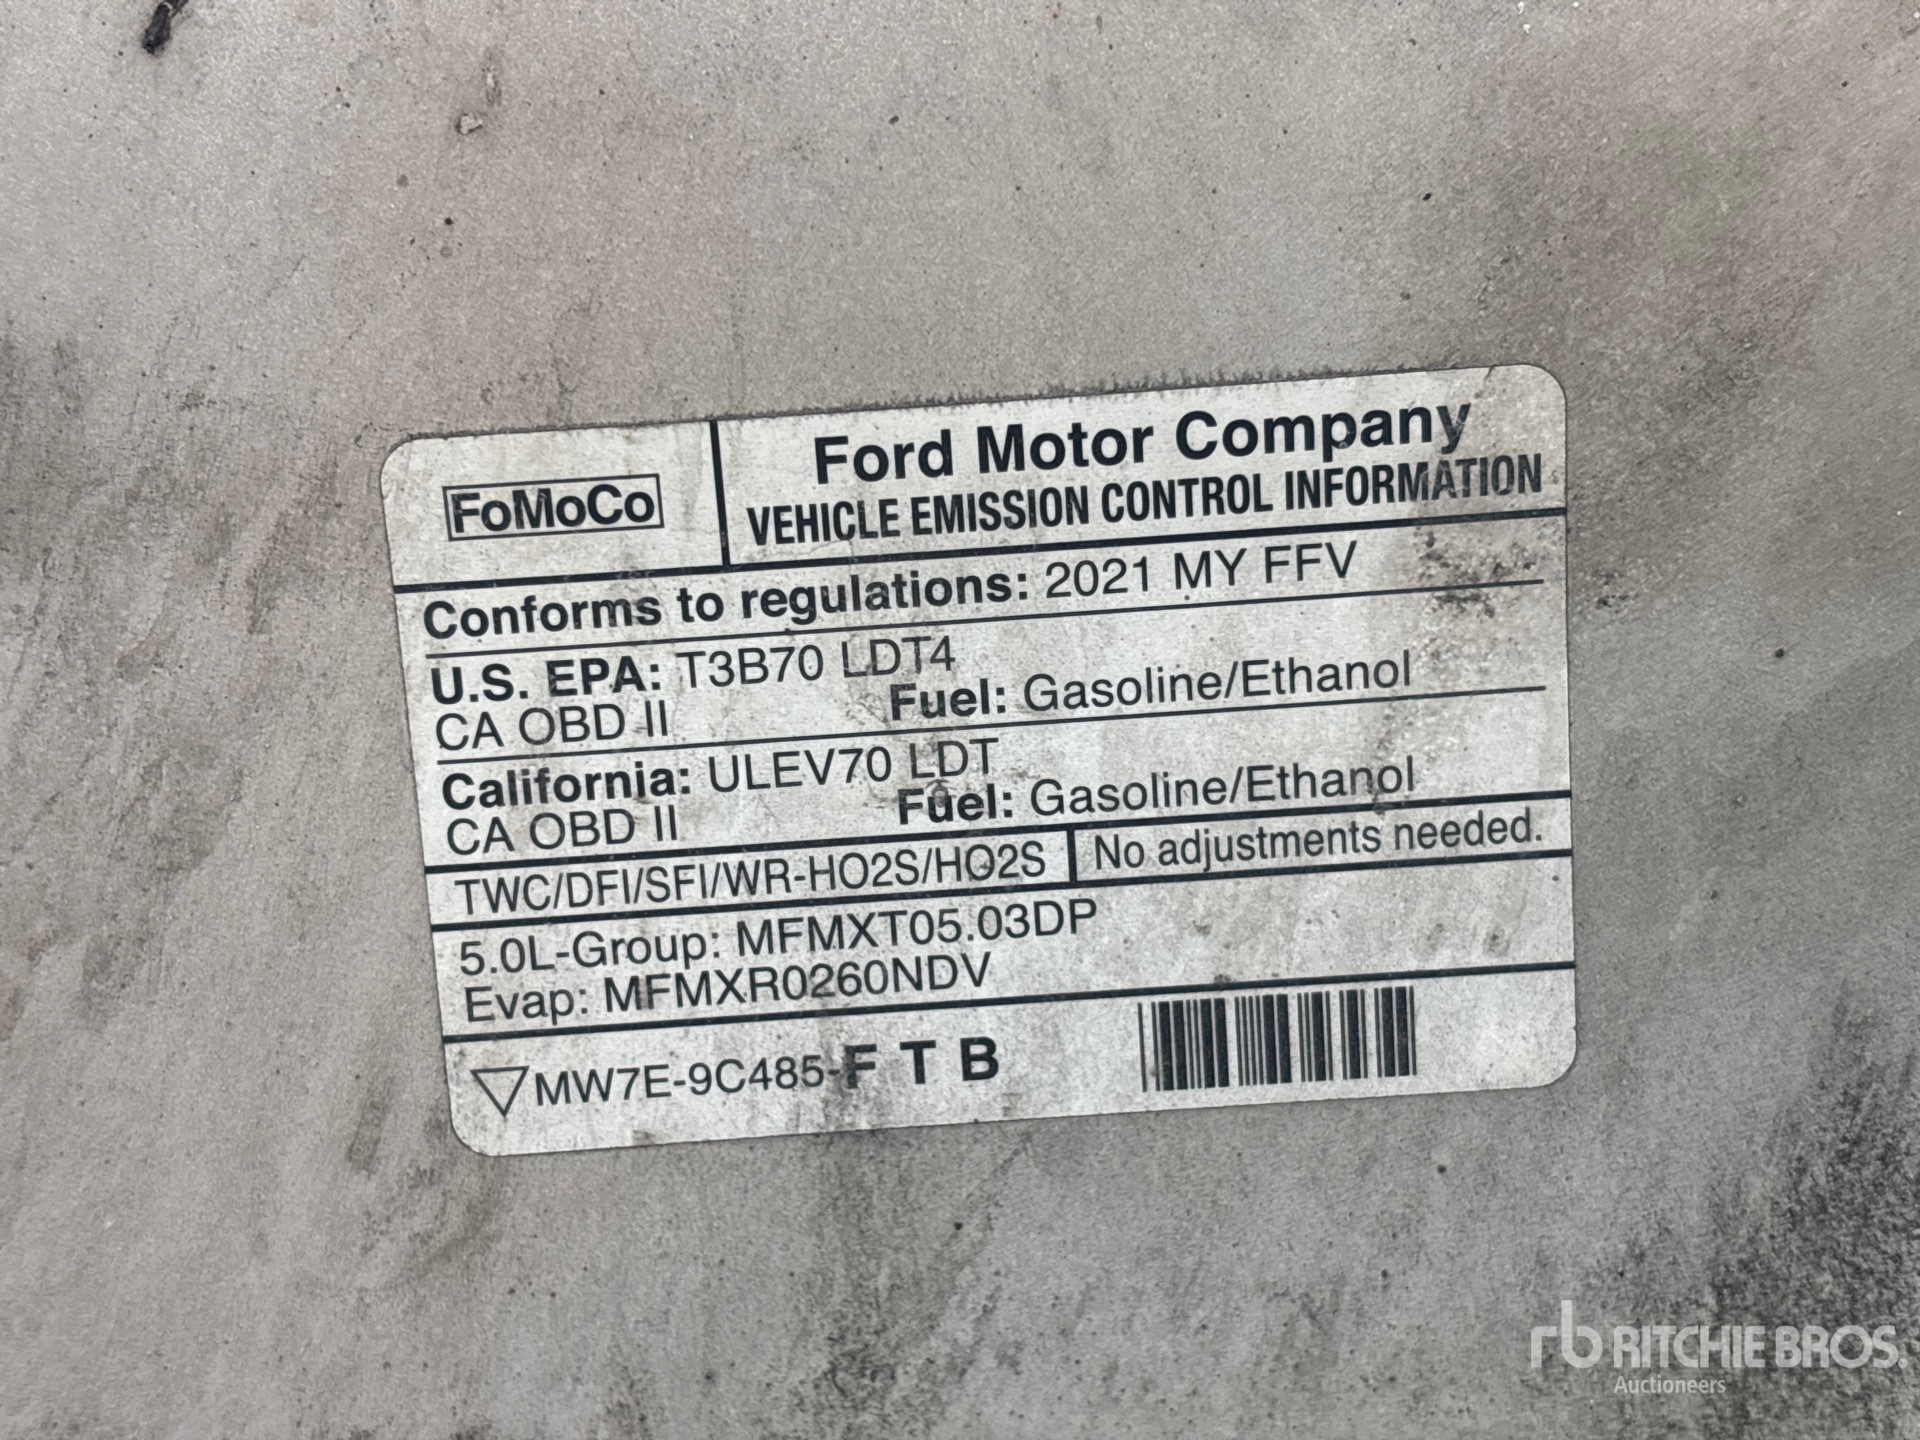 FoMoCo
Ford Motor Company
VEHICLE EMISSION CONTROL INFORMATION
Conforms to regulations: 2021 MY FFV
U.S. EPA: T3B70 LDT4
CA OBD II Fuel: Gasoline/Ethanol
California: ULEV70 LDT
CA OBD II Fuel: Gasoline/Ethanol
TWC/DFI/SFI/WR-HO2S/HO2S No adjustments needed.
5.0L-Group: MFMXT05.03DP
Evap: MFMXR0260NDV
MW7E-9C485-F T B
rb RITCHIE BROS.
Auctioneers